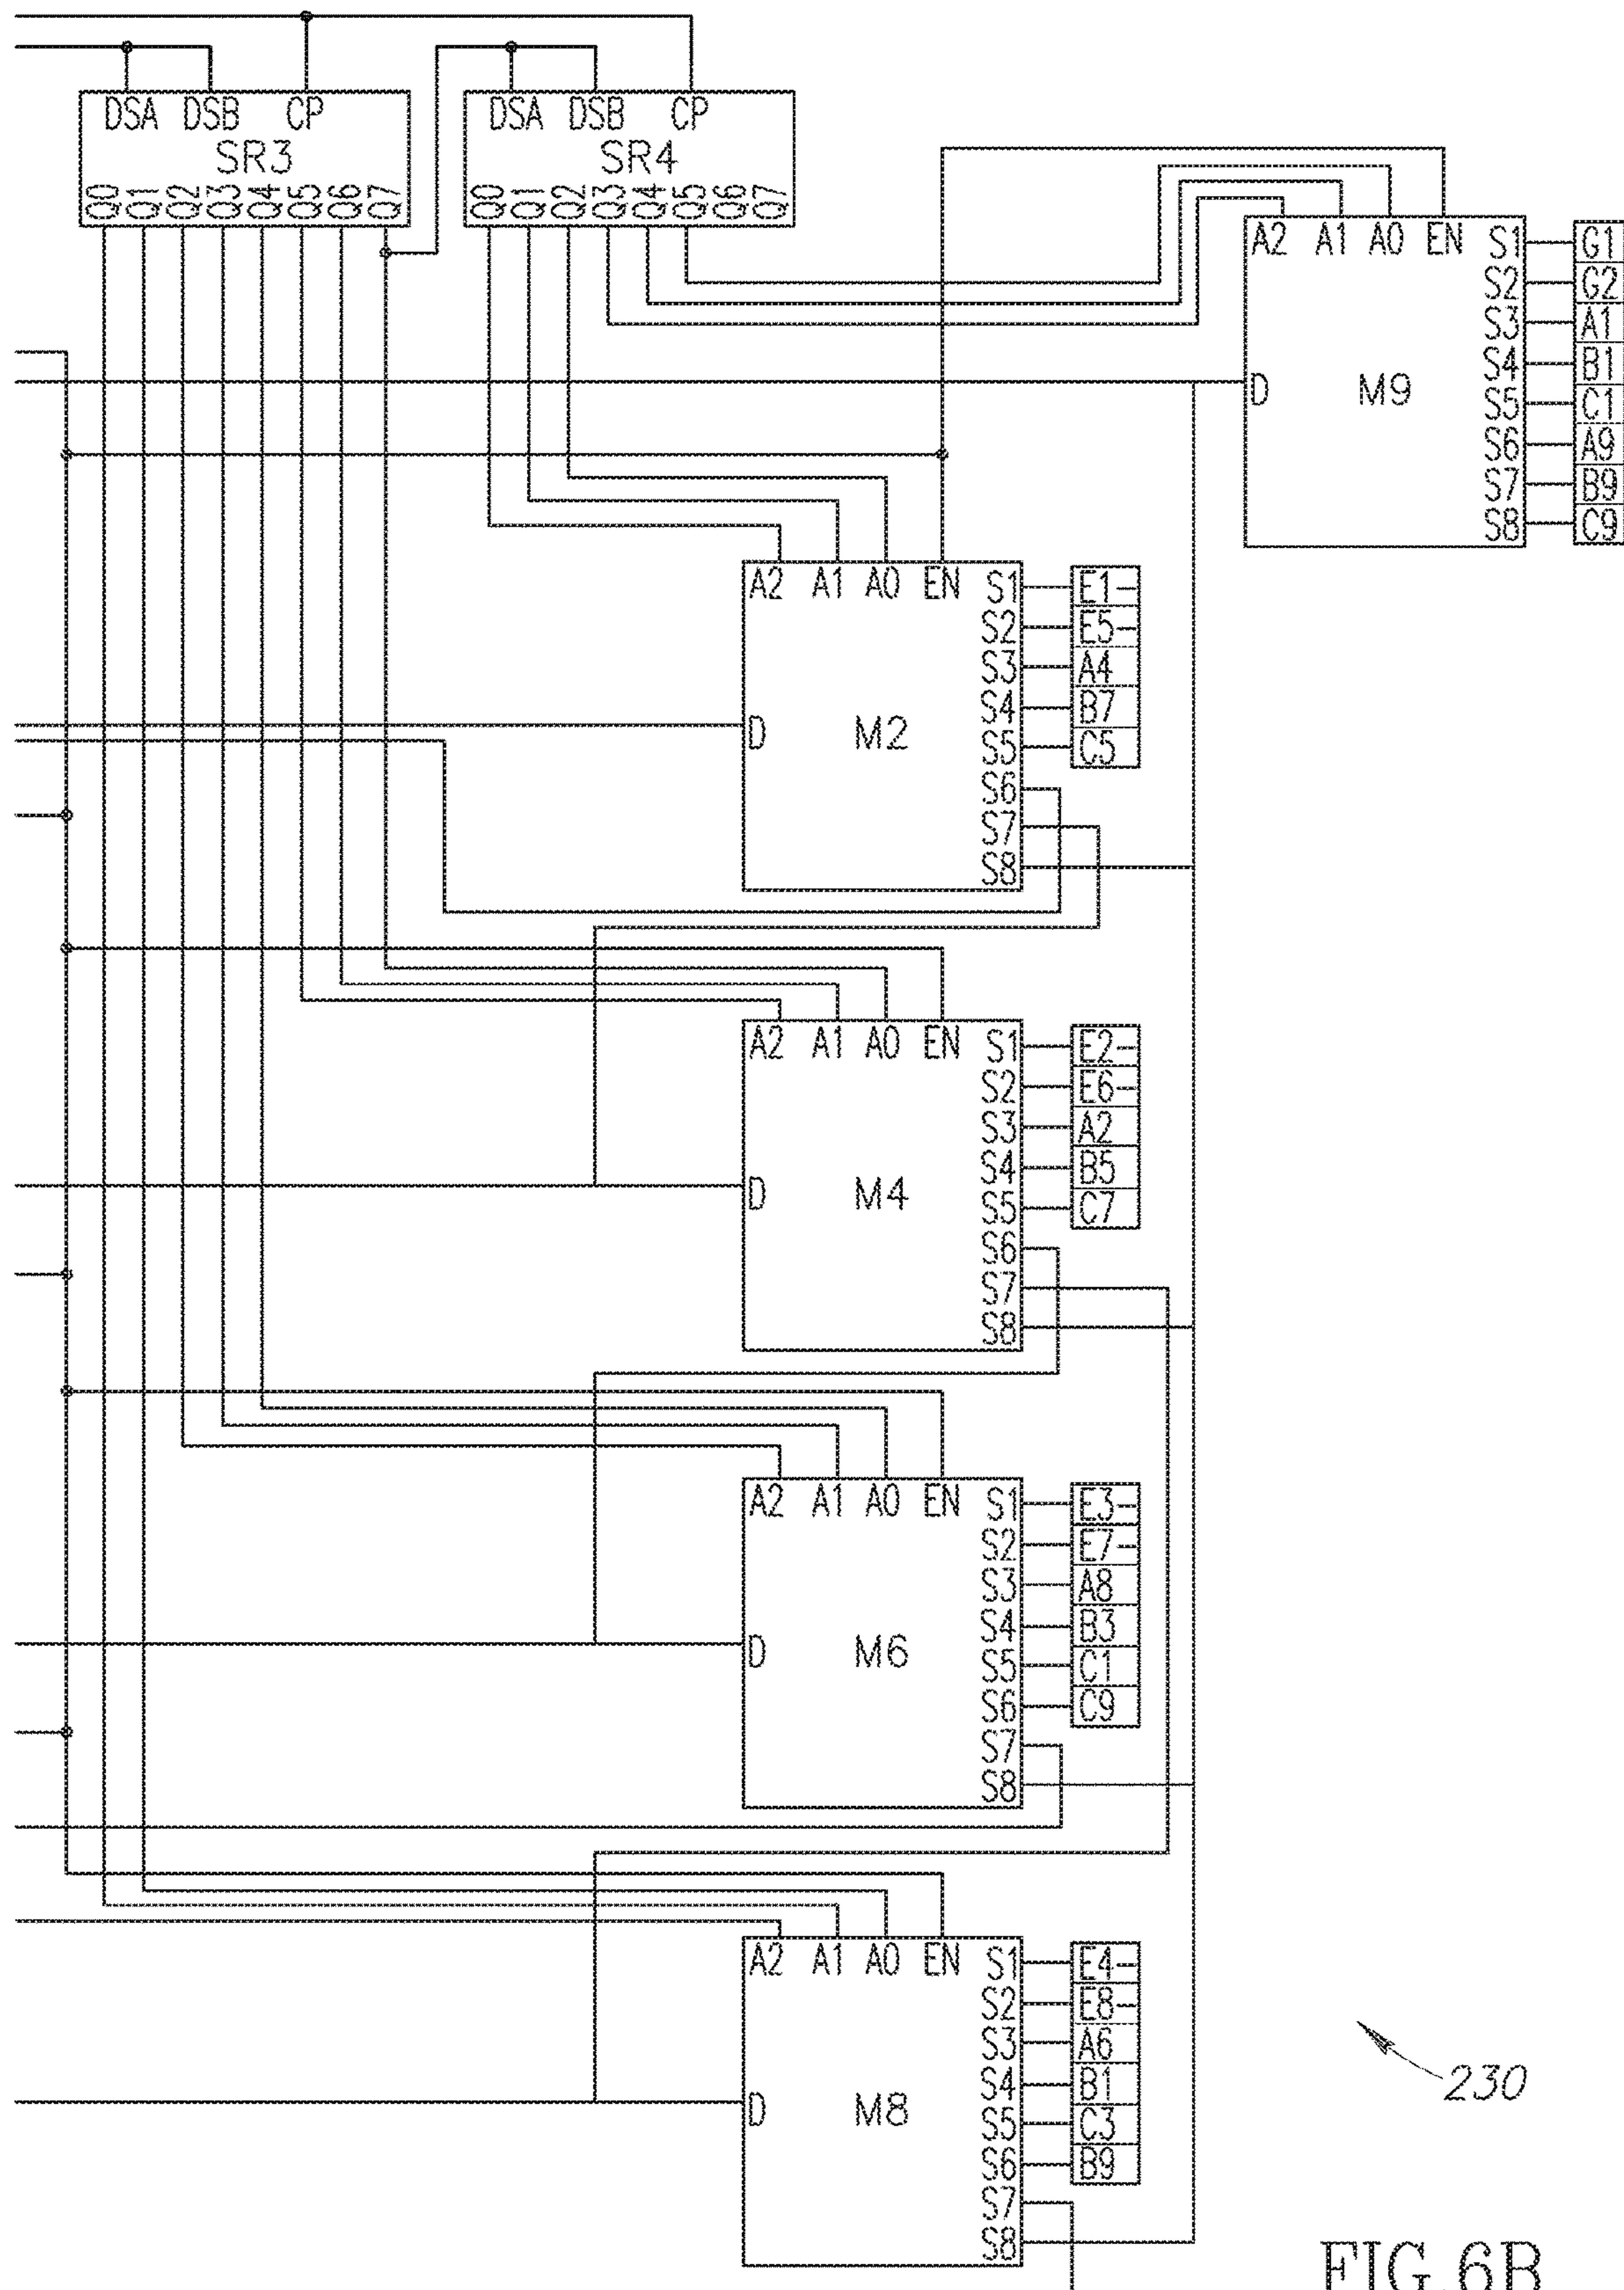 DSA DSB CP
SR3
Q0 Q1 Q2 Q3 Q4 Q5 Q6 Q7
DSA DSB CP
SR4
Q0 Q1 Q2 Q3 Q4 Q5 Q6 Q7
A2 A1 A0 EN
D M9
S1 G1
S2 G2
S3 A1
S4 B1
S5 C1
S6 A9
S7 B9
S8 C9
A2 A1 A0 EN
D M2
S1 E1-
S2 E5-
S3 A4
S4 B7
S5 C5
S6
S7
S8
A2 A1 A0 EN
D M4
S1 E2-
S2 E6-
S3 A2
S4 B5
S5 C7
S6
S7
S8
A2 A1 A0 EN
D M6
S1 E3-
S2 E7-
S3 A8
S4 B3
S5 C1
S6 C9
S7
S8
A2 A1 A0 EN
D M8
S1 E4-
S2 E8-
S3 A6
S4 B1
S5 C3
S6 B9
S7
S8
230
FIG.6B